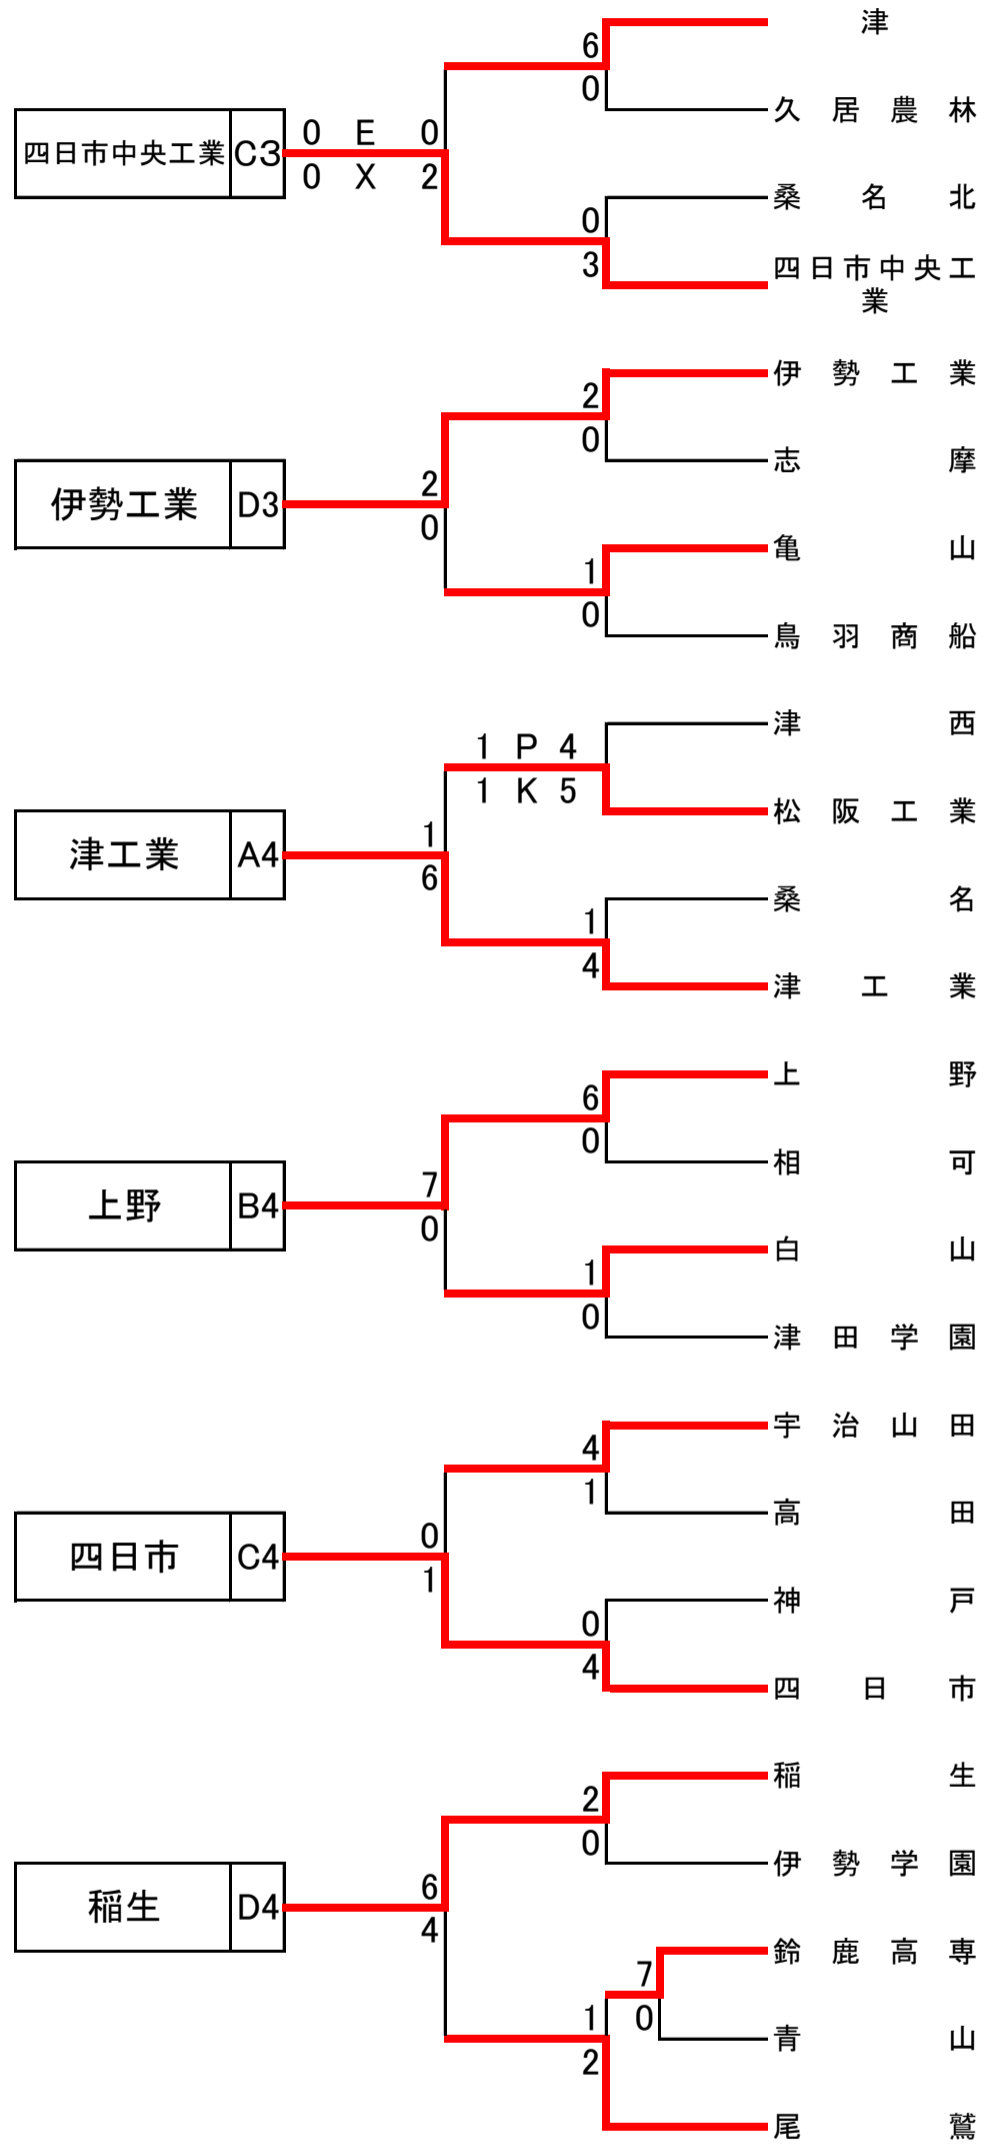 津
6
0
久居農林
四日市中央工業 C3
0 E 0
0 X 2
桑名北
0
3
四日市中央工
業
伊勢工業
2
0
志摩
伊勢工業 D3
2
0
亀山
1
0
鳥羽商船
津西
1 P 4
1 K 5
松阪工業
津工業 A4
1
6
桑名
1
4
津工業
上野
6
0
相可
上野 B4
7
0
白山
1
0
津田学園
宇治山田
4
1
高田
四日市 C4
0
1
神戸
0
4
四日市
稲生
2
0
伊勢学園
稲生 D4
6
4
鈴鹿高専
7
0
青山
1
2
尾鷲